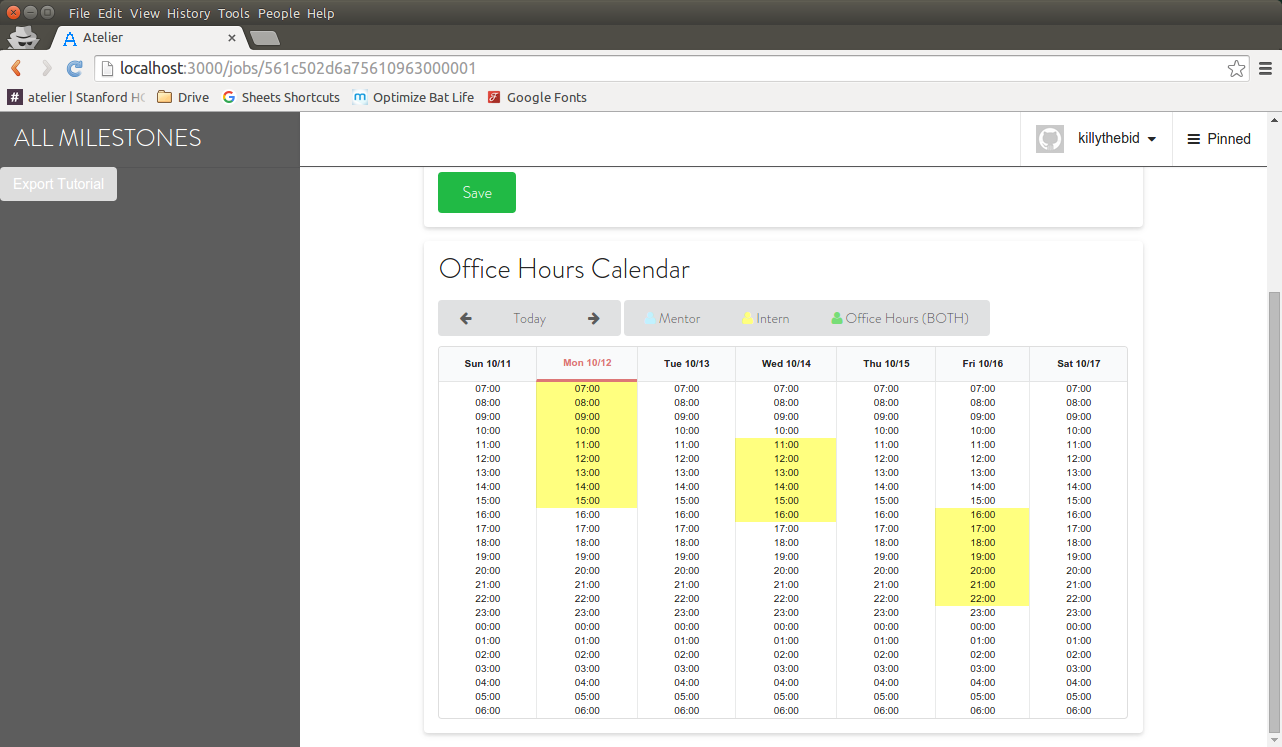 File Edit View History Tools People Help
Atelier
localhost:3000/jobs/561c502d6a75610963000001
atelier | Stanford HC Drive Sheets Shortcuts Optimize Bat Life Google Fonts
ALL MILESTONES killythebid Pinned
Export Tutorial
Save
Office Hours Calendar
Today Mentor Intern Office Hours (BOTH)
Sun 10/11 Mon 10/12 Tue 10/13 Wed 10/14 Thu 10/15 Fri 10/16 Sat 10/17
07:00 07:00 07:00 07:00 07:00 07:00 07:00
08:00 08:00 08:00 08:00 08:00 08:00 08:00
09:00 09:00 09:00 09:00 09:00 09:00 09:00
10:00 10:00 10:00 10:00 10:00 10:00 10:00
11:00 11:00 11:00 11:00 11:00 11:00 11:00
12:00 12:00 12:00 12:00 12:00 12:00 12:00
13:00 13:00 13:00 13:00 13:00 13:00 13:00
14:00 14:00 14:00 14:00 14:00 14:00 14:00
15:00 15:00 15:00 15:00 15:00 15:00 15:00
16:00 16:00 16:00 16:00 16:00 16:00 16:00
17:00 17:00 17:00 17:00 17:00 17:00 17:00
18:00 18:00 18:00 18:00 18:00 18:00 18:00
19:00 19:00 19:00 19:00 19:00 19:00 19:00
20:00 20:00 20:00 20:00 20:00 20:00 20:00
21:00 21:00 21:00 21:00 21:00 21:00 21:00
22:00 22:00 22:00 22:00 22:00 22:00 22:00
23:00 23:00 23:00 23:00 23:00 23:00 23:00
00:00 00:00 00:00 00:00 00:00 00:00 00:00
01:00 01:00 01:00 01:00 01:00 01:00 01:00
02:00 02:00 02:00 02:00 02:00 02:00 02:00
03:00 03:00 03:00 03:00 03:00 03:00 03:00
04:00 04:00 04:00 04:00 04:00 04:00 04:00
05:00 05:00 05:00 05:00 05:00 05:00 05:00
06:00 06:00 06:00 06:00 06:00 06:00 06:00